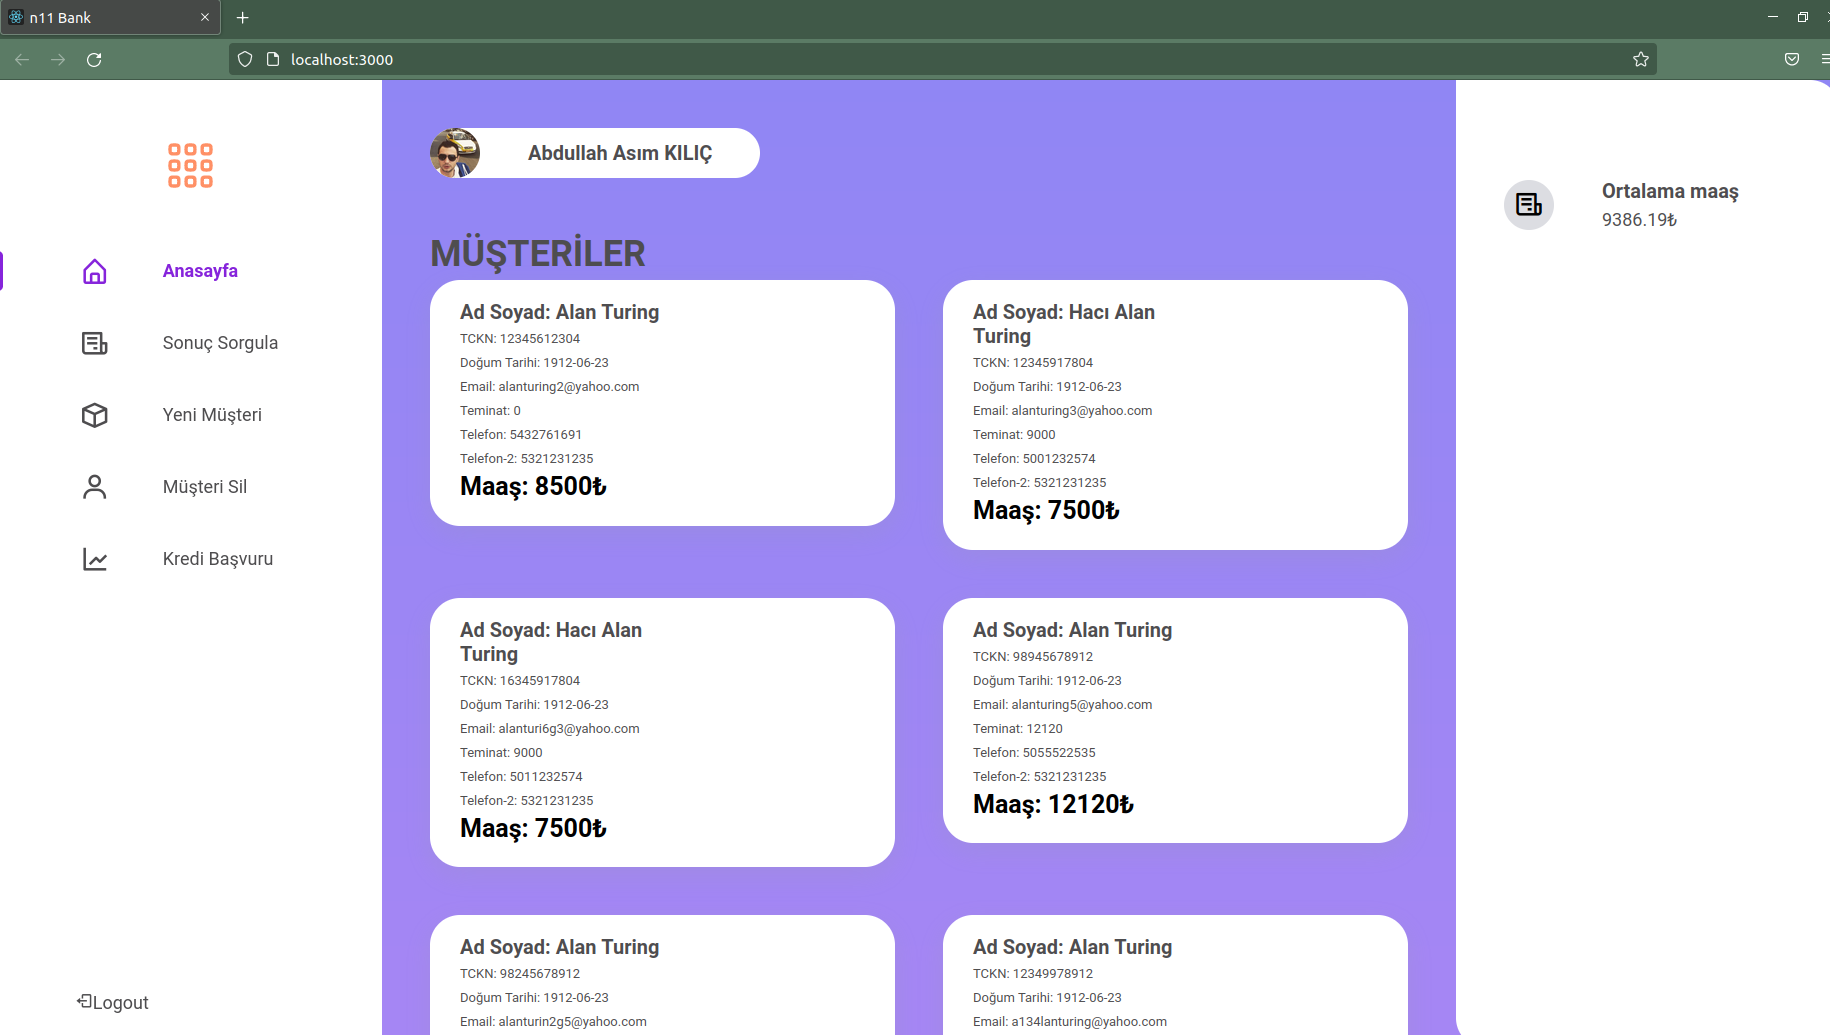 n11 Bank
localhost:3000
Anasayfa
Sonuç Sorgula
Yeni Müşteri
Müşteri Sil
Kredi Başvuru
Logout
Abdullah Asım KILIÇ
MÜŞTERİLER
Ad Soyad: Alan Turing
TCKN: 12345612304
Doğum Tarihi: 1912-06-23
Email: alanturing2@yahoo.com
Teminat: 0
Telefon: 5432761691
Telefon-2: 5321231235
Maaş: 8500₺
Ad Soyad: Hacı Alan
Turing
TCKN: 12345917804
Doğum Tarihi: 1912-06-23
Email: alanturing3@yahoo.com
Teminat: 9000
Telefon: 5001232574
Telefon-2: 5321231235
Maaş: 7500₺
Ad Soyad: Hacı Alan
Turing
TCKN: 16345917804
Doğum Tarihi: 1912-06-23
Email: alanturi6g3@yahoo.com
Teminat: 9000
Telefon: 5011232574
Telefon-2: 5321231235
Maaş: 7500₺
Ad Soyad: Alan Turing
TCKN: 98945678912
Doğum Tarihi: 1912-06-23
Email: alanturing5@yahoo.com
Teminat: 12120
Telefon: 5055522535
Telefon-2: 5321231235
Maaş: 12120₺
Ad Soyad: Alan Turing
TCKN: 98245678912
Doğum Tarihi: 1912-06-23
Email: alanturin2g5@yahoo.com
Ad Soyad: Alan Turing
TCKN: 12349978912
Doğum Tarihi: 1912-06-23
Email: a134lanturing@yahoo.com
Ortalama maaş
9386.19₺